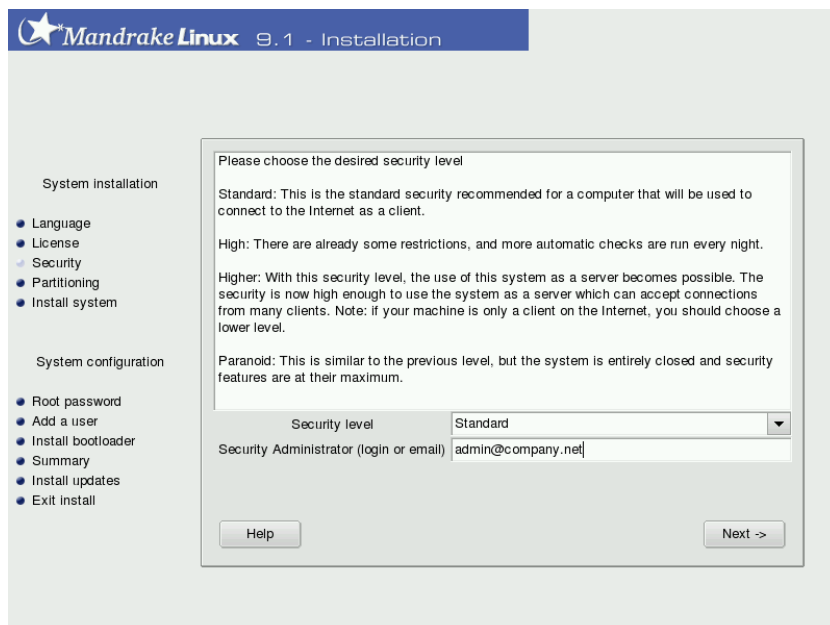 Mandrake Linux 9.1 - Installation
System installation
Language
License
Security
Partitioning
Install system
System configuration
Root password
Add a user
Install bootloader
Summary
Install updates
Exit install
Please choose the desired security level
Standard: This is the standard security recommended for a computer that will be used to
connect to the Internet as a client.
High: There are already some restrictions, and more automatic checks are run every night.
Higher: With this security level, the use of this system as a server becomes possible. The
security is now high enough to use the system as a server which can accept connections
from many clients. Note: if your machine is only a client on the Internet, you should choose a
lower level.
Paranoid: This is similar to the previous level, but the system is entirely closed and security
features are at their maximum.
Security level Standard
Security Administrator (login or email) admin@company.net
Help Next ->